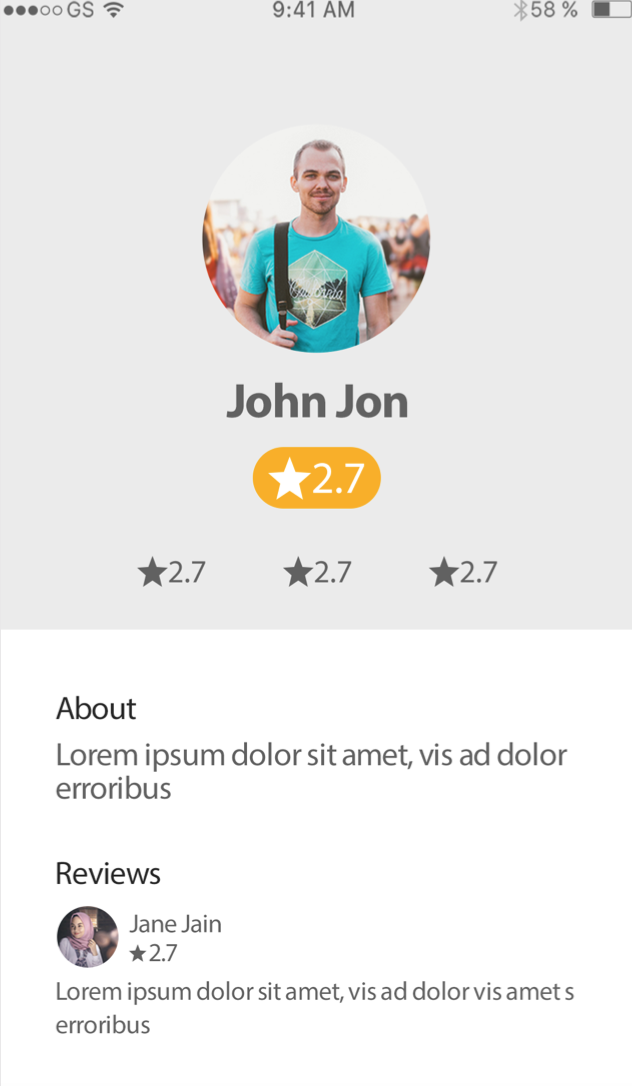 GS 9:41 AM 58 %
California
John Jon
2.7
2.7 2.7 2.7
About
Lorem ipsum dolor sit amet, vis ad dolor
erroribus
Reviews
Jane Jain
2.7
Lorem ipsum dolor sit amet, vis ad dolor vis amet s
erroribus